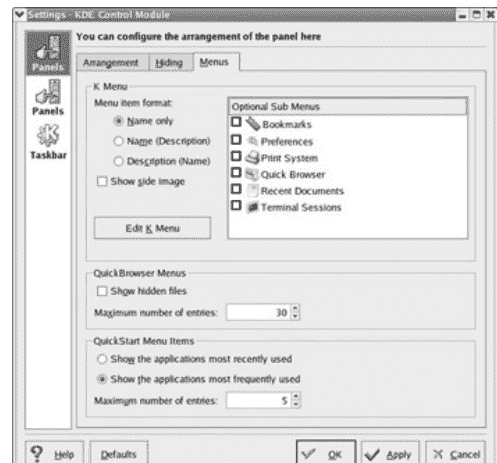 Settings - KDE Control Module
You can configure the arrangement of the panel here
Panels
Panels
Taskbar
Arrangement Hiding Menus
K Menu
Menu item format:
Name only
Name (Description)
Description (Name)
Show side image
Edit K Menu
Optional Sub Menus
Bookmarks
Preferences
Print System
Quick Browser
Recent Documents
Terminal Sessions
QuickBrowser Menus
Show hidden files
Maximum number of entries: 30
QuickStart Menu Items
Show the applications most recently used
Show the applications most frequently used
Maximum number of entries: 5
Help Defaults OK Apply Cancel